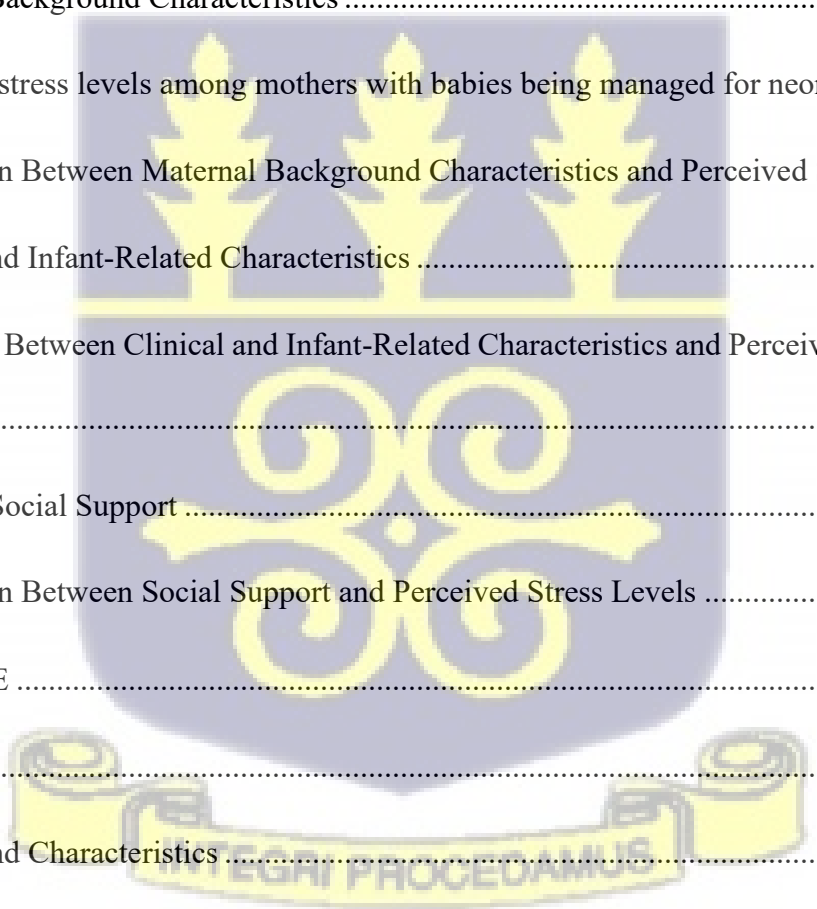 Background Characteristics ....................................................
stress levels among mothers with babies being managed for
n Between Maternal Background Characteristics and Perceived
nd Infant-Related Characteristics ..................................................
Between Clinical and Infant-Related Characteristics and
....................................................................................................
Social Support ...............................................................................
n Between Social Support and Perceived Stress Levels ..............
E ....................................................................................................
....................................................................................................
nd Characteristics ..........................................................................
INTEGRI PROCEDAMUS